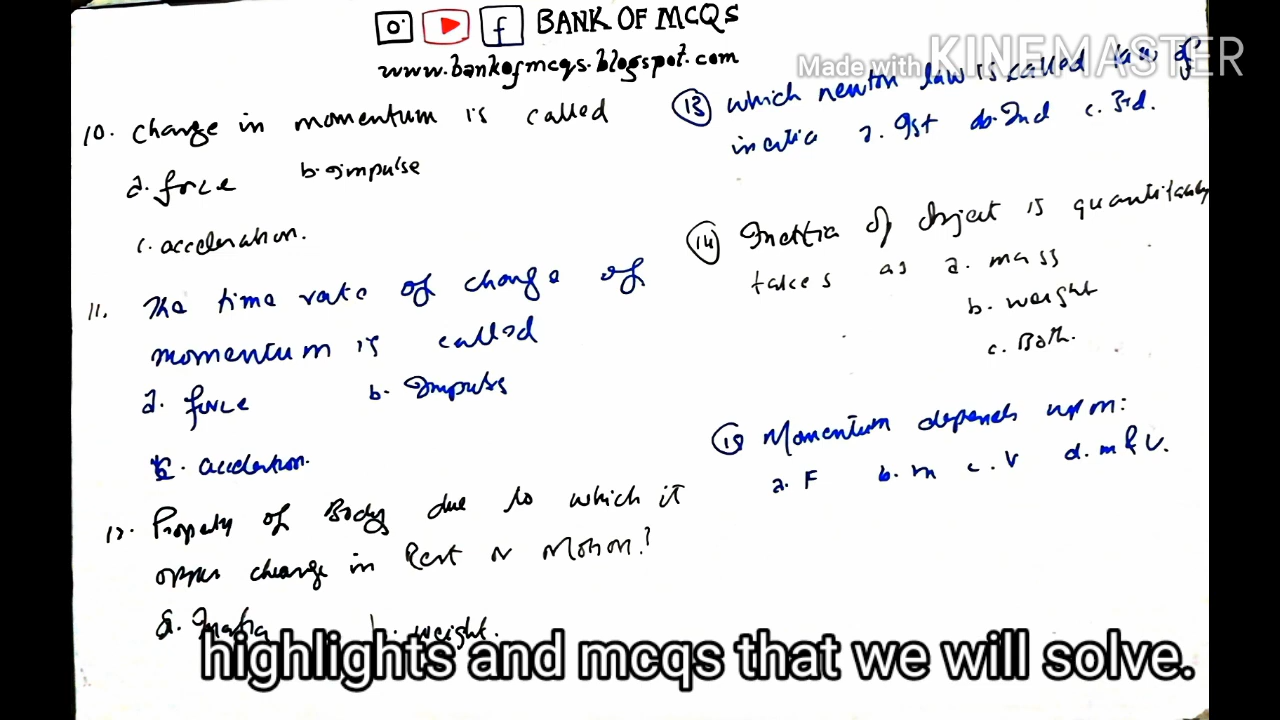 BANK OF MCQS
www.bankofmcqs.blogspot.com
Made with KINEMASTER
10. change in momentum is called
a. force b. Impulse
c. acceleration.
11. The time rate of change of
momentum is called
a. force b. Impulse
c. acceleration.
12. Property of Body due to which it
oppose change in Rest or Motion?
a. Inertia b. weight.
13 which newton law is called law of
inertia a. 1st b. 2nd c. 3rd.
14 Inertia of object is quantitatively
takes as a. mass
b. weight
c. Both.
Momentum depends upon:
a. F b. m c. V d. m & V.
highlights and mcqs that we will solve.